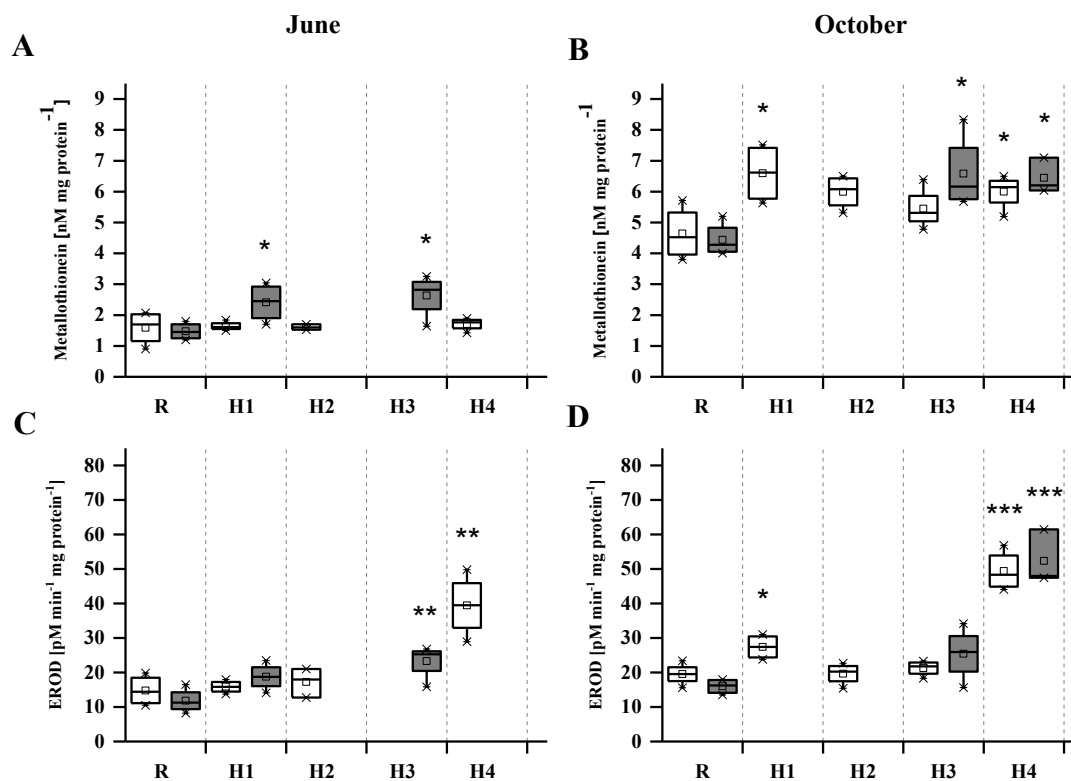 June
October
A
B
Metallothionein [nM mg protein⁻¹]
9
8
7
6
5
4
3
2
1
0
* *
R H1 H2 H3 H4
Metallothionein [nM mg protein⁻¹
9
8
7
6
5
4
3
2
1
0
* * * *
R H1 H2 H3 H4
C
D
EROD [pM min⁻¹ mg protein⁻¹]
80
70
60
50
40
30
20
10
0
** **
R H1 H2 H3 H4
EROD [pM min⁻¹ mg protein⁻¹]
80
70
60
50
40
30
20
10
0
* *** ***
R H1 H2 H3 H4